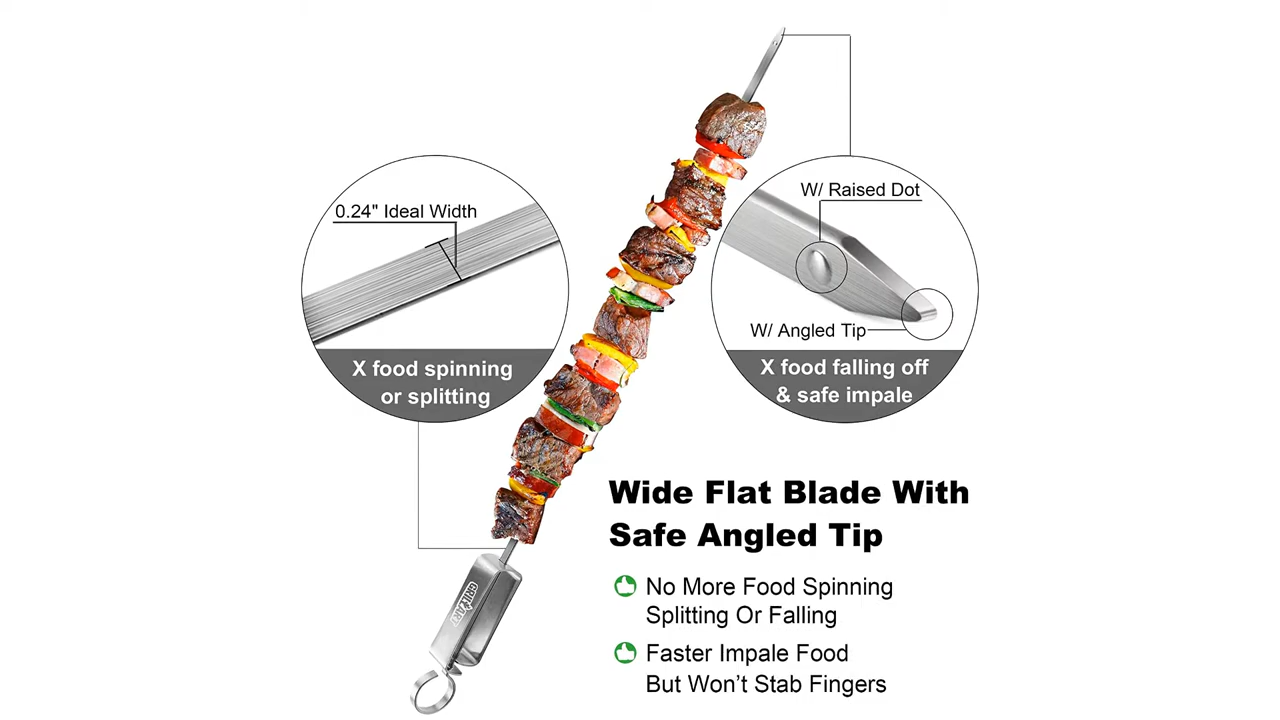 0.24" Ideal Width
X food spinning
or splitting
W/ Raised Dot
W/ Angled Tip
X food falling off
& safe impale
Wide Flat Blade With
Safe Angled Tip
No More Food Spinning
Splitting Or Falling
Faster Impale Food
But Won’t Stab Fingers